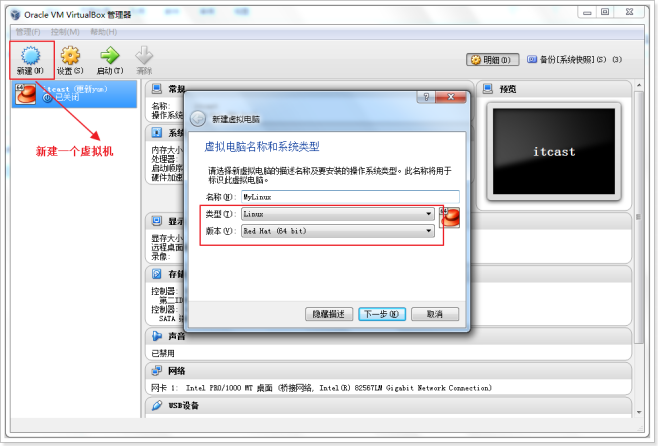 Oracle VM VirtualBox 管理器
管理(F) 控制(M) 帮助(H)
新建(N) 设置(S) 启动(T) 清除
明细(D) 备份[系统快照](S) (3)
64 itcast (更新yum)
已关闭
新建一个虚拟机
常规
名称:
操作系统
系统
内存大小
处理器:
启动顺序
硬件加速
预览
itcast
新建虚拟电脑
虚拟电脑名称和系统类型
请选择新虚拟电脑的描述名称及要安装的操作系统类型。此名称将用于
标识此虚拟电脑。
名称(N): MyLinux
类型(T): Linux
版本(V): Red Hat (64 bit)
64
隐藏描述 下一步(N) 取消
显示
显存大小
远程桌面
录像:
存储
控制器:
第二ID
控制器:
SATA
声音
已禁用
网络
网卡 1: Intel PRO/1000 MT 桌面 (桥接网络, Intel(R) 82567LM Gigabit Network Connection)
USB设备